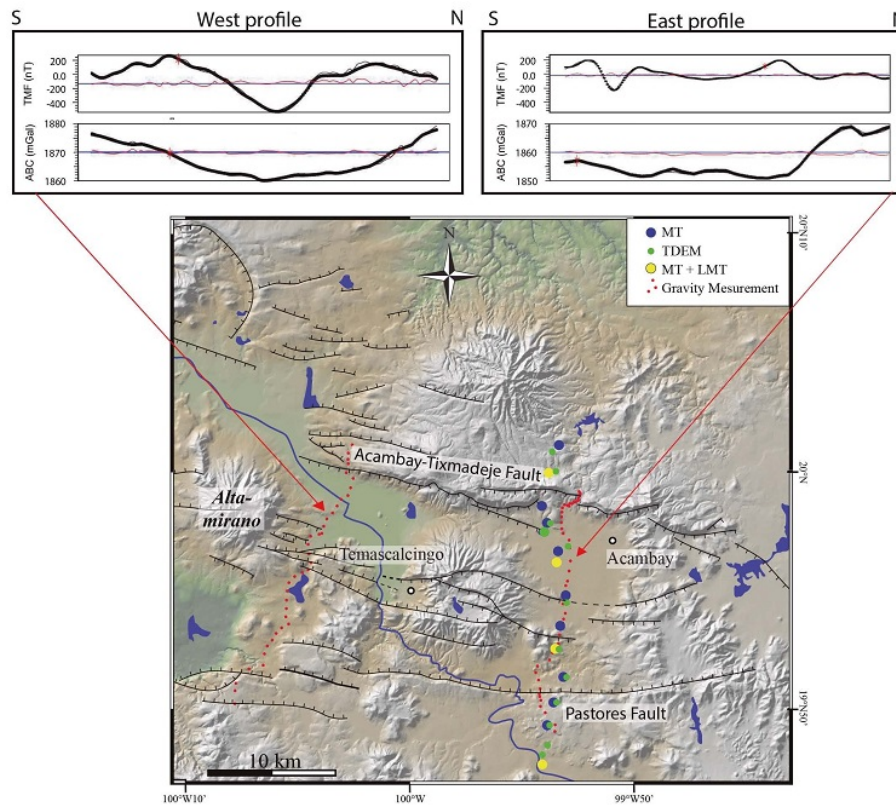 S West profile N
S East profile N
200
0.0
-200
-400
TMF (nT)
1880
1870
1860
ABC (mGal)
200
0.0
-200
-400
TMF (nT)
1870
1860
1850
ABC (mGal)
N
MT
TDEM
MT + LMT
Gravity Mesurement
20°N10'
Acambay-Tixmadeje Fault
20°N
Alta-
mirano
Temascalcingo
Acambay
Pastores Fault
19°N50'
10 km
100°W10'
100°W
99°W50'